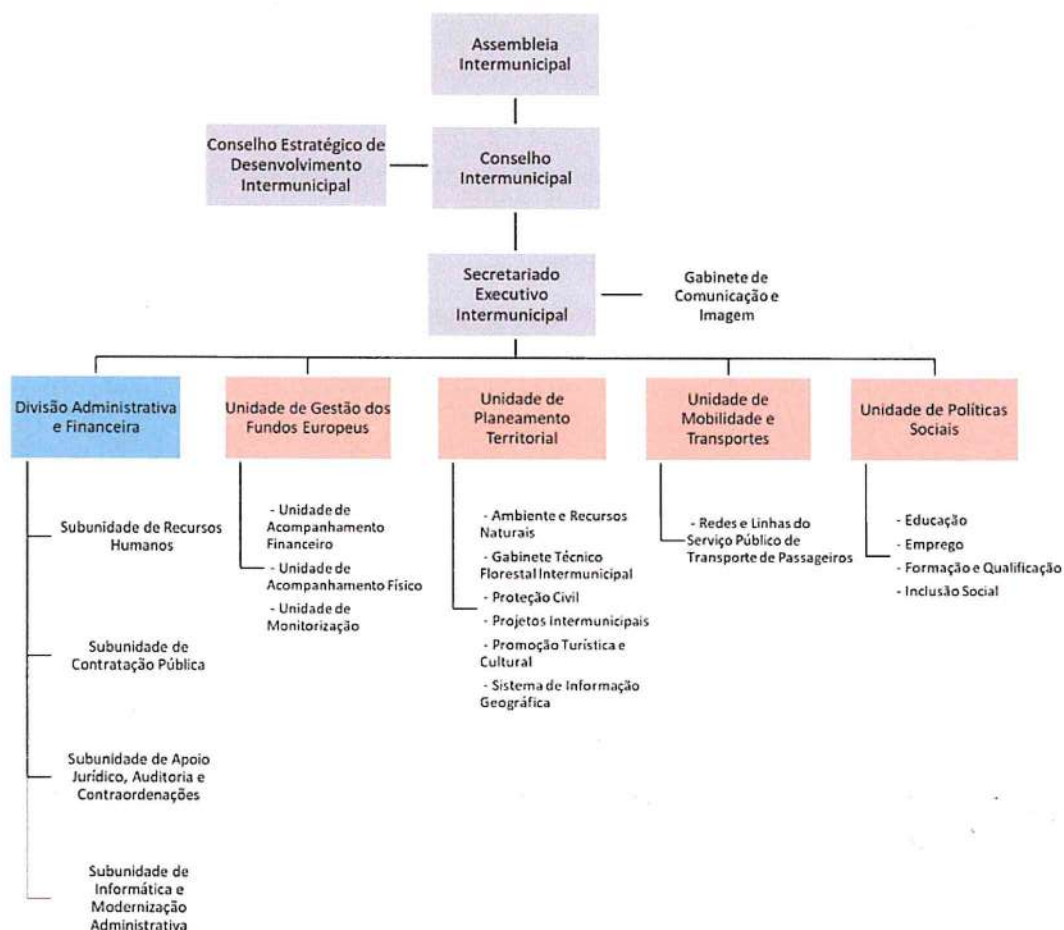 Assembleia
Intermunicipal
Conselho Estratégico de
Desenvolvimento
Intermunicipal
Conselho
Intermunicipal
Secretariado
Executivo
Intermunicipal
Gabinete de
Comunicação e
Imagem
Divisão Administrativa
e Financeira
Unidade de Gestão dos
Fundos Europeus
Unidade de
Planeamento
Territorial
Unidade de
Mobilidade e
Transportes
Unidade de Políticas
Sociais
Subunidade de Recursos
Humanos
Subunidade de
Contratação Pública
Subunidade de Apoio
Jurídico, Auditoria e
Contraordenações
Subunidade de
Informática e
Modernização
Administrativa
- Unidade de
Acompanhamento
Financeiro
- Unidade de
Acompanhamento Físico
- Unidade de
Monitorização
- Ambiente e Recursos
Naturais
- Gabinete Técnico
Florestal Intermunicipal
- Proteção Civil
- Projetos Intermunicipais
- Promoção Turística e
Cultural
- Sistema de Informação
Geográfica
- Redes e Linhas do
Serviço Público de
Transporte de Passageiros
- Educação
- Emprego
- Formação e Qualificação
- Inclusão Social